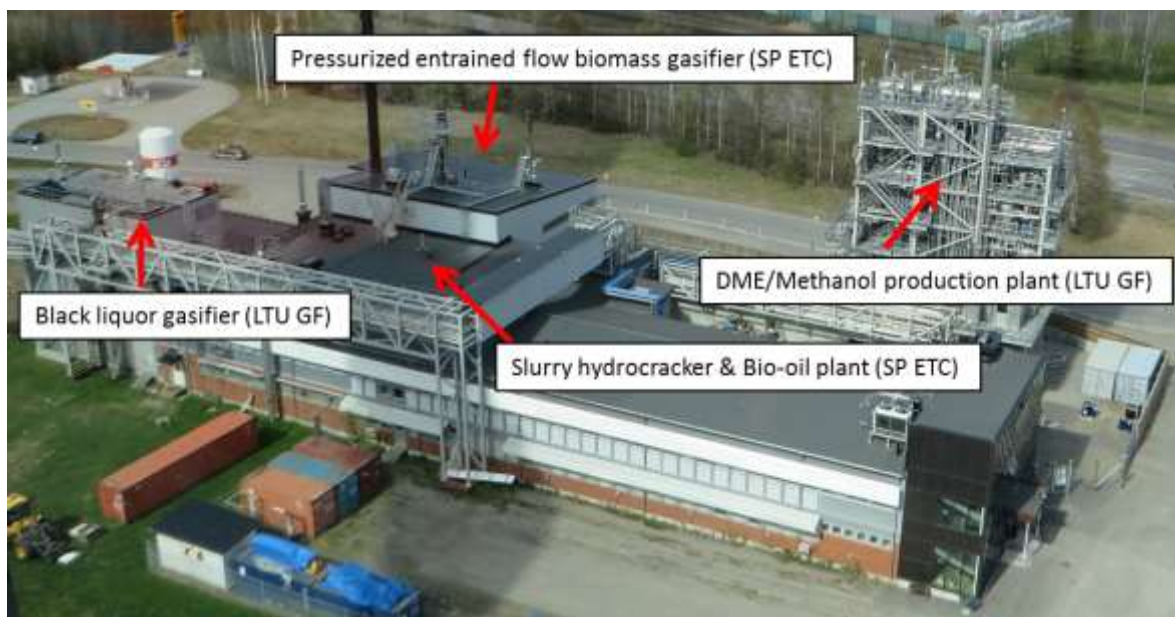 Pressurized entrained flow biomass gasifier (SP ETC)
DME/Methanol production plant (LTU GF)
Black liquor gasifier (LTU GF)
Slurry hydrocracker & Bio-oil plant (SP ETC)